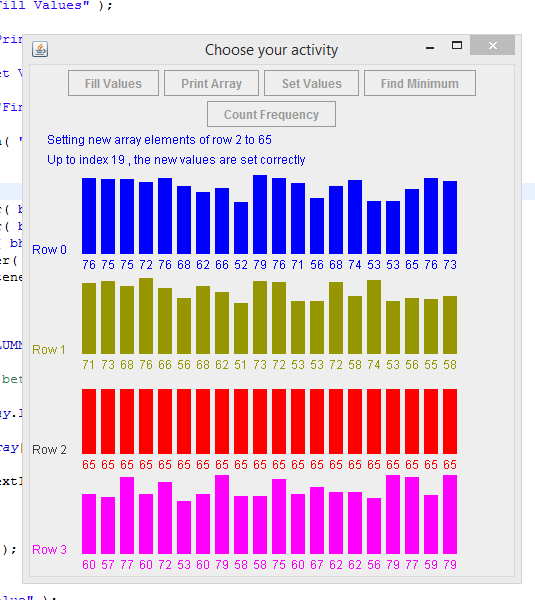 Fill Values" );
Choose your activity
Fill Values Print Array Set Values Find Minimum
Count Frequency
Setting new array elements of row 2 to 65
Up to index 19 , the new values are set correctly
Row 0
76 75 75 72 76 68 62 66 52 79 76 71 56 68 74 53 53 65 76 73
Row 1
71 73 68 76 66 56 68 62 51 73 72 53 53 72 58 74 53 56 55 58
Row 2
65 65 65 65 65 65 65 65 65 65 65 65 65 65 65 65 65 65 65 65
Row 3
60 57 77 60 72 53 60 79 58 58 75 60 67 62 62 56 79 77 59 79